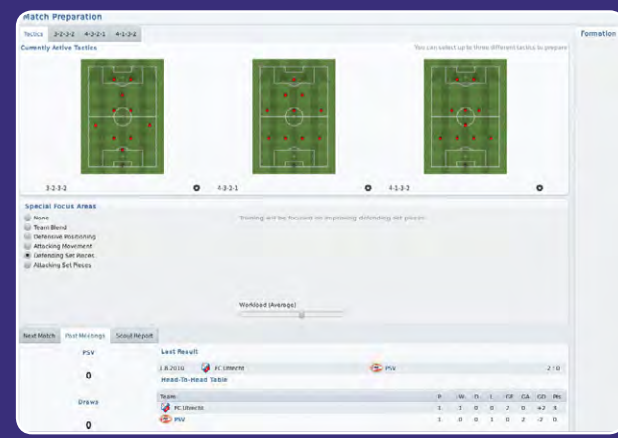 Match Preparation
Tactics 3-2-3-2 4-3-2-1 4-1-3-2 Formation
Currently Active Tactics You can select up to three different tactics to prepare
3-2-3-2 4-3-2-1 4-1-3-2
Special Focus Areas
None Training will be focused on improving defending set pieces.
Team Blend
Defensive Positioning
Attacking Movement
Defending Set Pieces
Attacking Set Pieces
Workload (Average)
Next Match Past Meetings Scout Report
PSV Last Result
1.8.2010 FC Utrecht PSV 2 : 0
0 Head-To-Head Table
Draws Team P W D L GF GA GD Pts
FC Utrecht 1 1 0 0 2 0 +2 3
0 PSV 1 0 0 1 0 2 -2 0